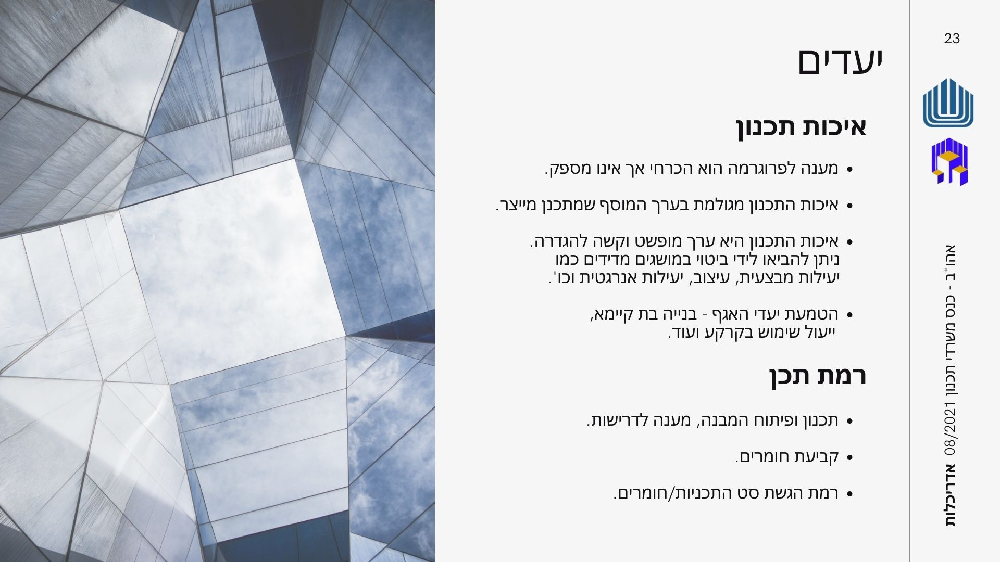 23
יעדים
איכות תכנון
• מענה לפרוגרמה הוא הכרחי אך אינו מספק.
• איכות התכנון מגולמת בערך המוסף שמתכנן מייצר.
• איכות התכנון היא ערך מופשט וקשה להגדרה.
ניתן להביאו לידי ביטוי במושגים מדידים כמו
יעילות מבצעית, עיצוב, יעילות אנרגטית וכו'.
• הטמעת יעדי האגף - בנייה בת קיימא,
ייעול שימוש בקרקע ועוד.
רמת תכן
• תכנון ופיתוח המבנה, מענה לדרישות.
• קביעת חומרים.
• רמת הגשת סט התכניות/חומרים.
אהו"ב - כנס משרדי תכנון 08/2021 אדריכלות